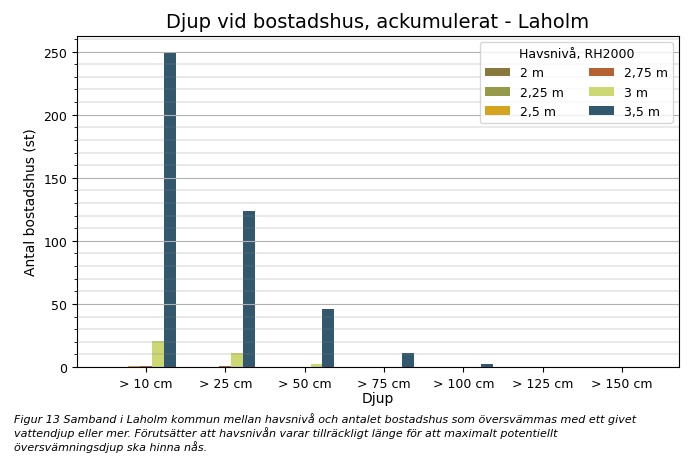 Djup vid bostadshus, ackumulerat - Laholm
Havsnivå, RH2000
2 m
2,75 m
2,25 m
3 m
2,5 m
3,5 m
Antal bostadshus (st)
250
200
150
100
50
0
> 10 cm > 25 cm > 50 cm > 75 cm > 100 cm > 125 cm > 150 cm
Djup
Figur 13 Samband i Laholm kommun mellan havsnivå och antalet bostadshus som översvämmas med ett givet
vattendjup eller mer. Förutsätter att havsnivån varar tillräckligt länge för att maximalt potentiellt
översvämningsdjup ska hinna nås.